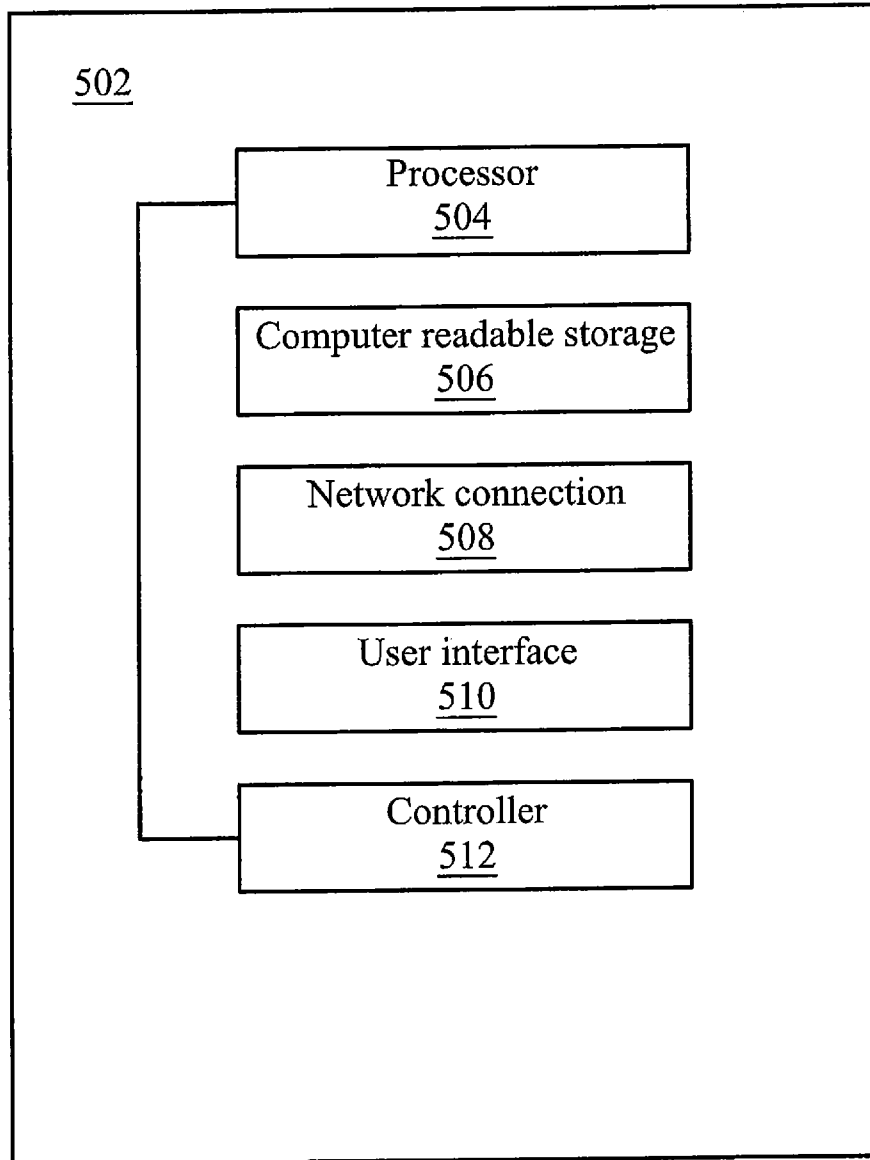 502
Processor
504
Computer readable storage
506
Network connection
508
User interface
510
Controller
512